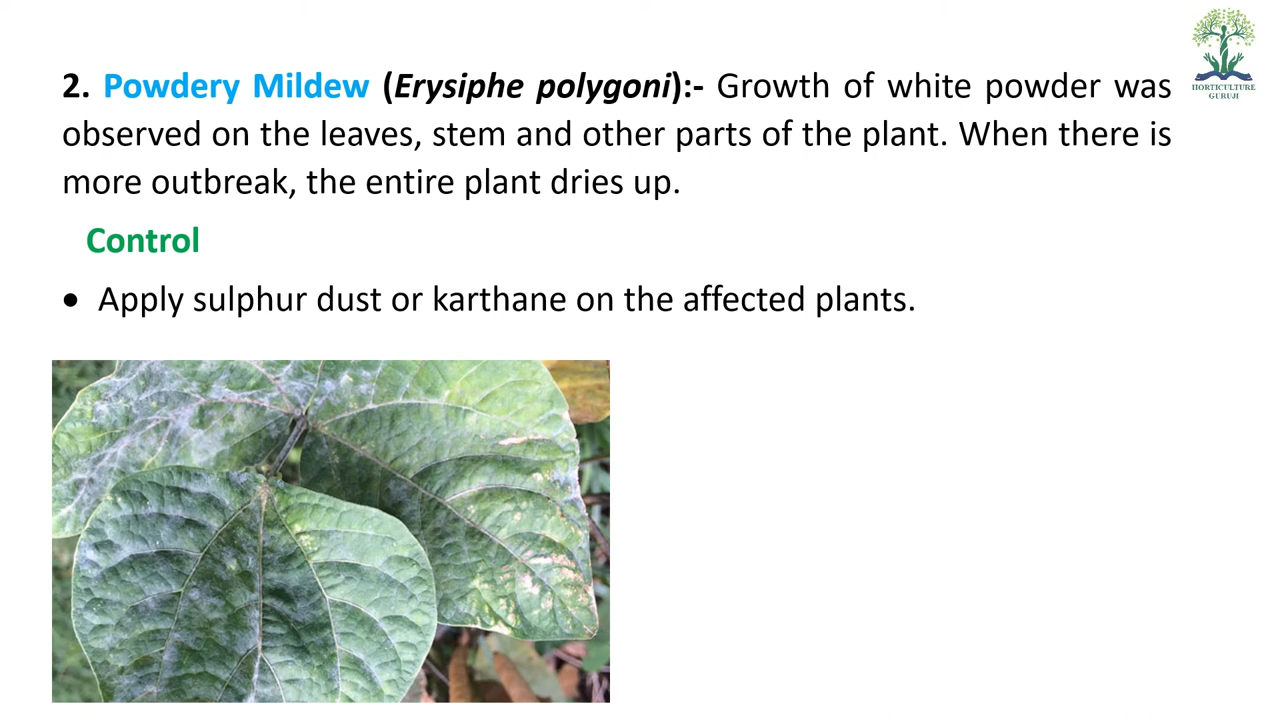 2. Powdery Mildew (Erysiphe polygoni):- Growth of white powder was
observed on the leaves, stem and other parts of the plant. When there is
more outbreak, the entire plant dries up.
Control
• Apply sulphur dust or karthane on the affected plants.
HORTICULTURE
GURUJI